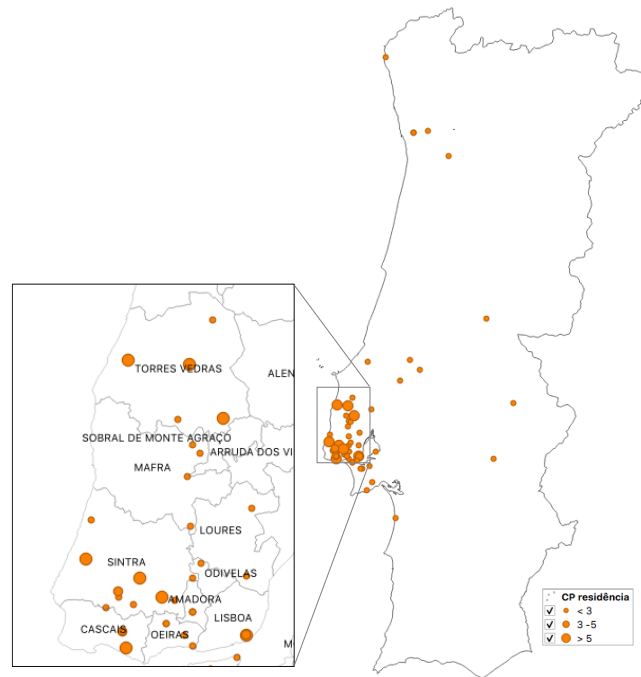 TORRES VEDRAS
ALEN
SOBRAL DE MONTE AGRAÇO
ARRUDA DOS VI
MAFRA
LOURES
SINTRA
ODIVELAS
AMADORA
LISBOA
CASCAIS
OEIRAS
M
CP residência
< 3
3 -5
> 5